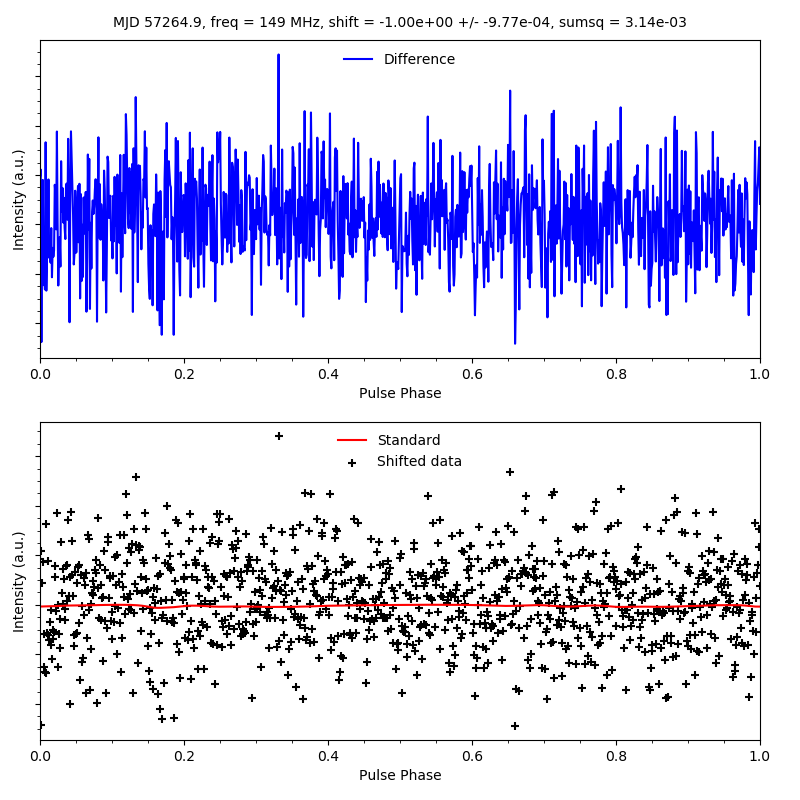 MJD 57264.9, freq = 149 MHz, shift = -1.00e+00 +/- -9.77e-04, sumsq = 3.14e-03
Difference
Intensity (a.u.)
0.0 0.2 0.4 0.6 0.8 1.0
Pulse Phase
Standard
Shifted data
Intensity (a.u.)
0.0 0.2 0.4 0.6 0.8 1.0
Pulse Phase